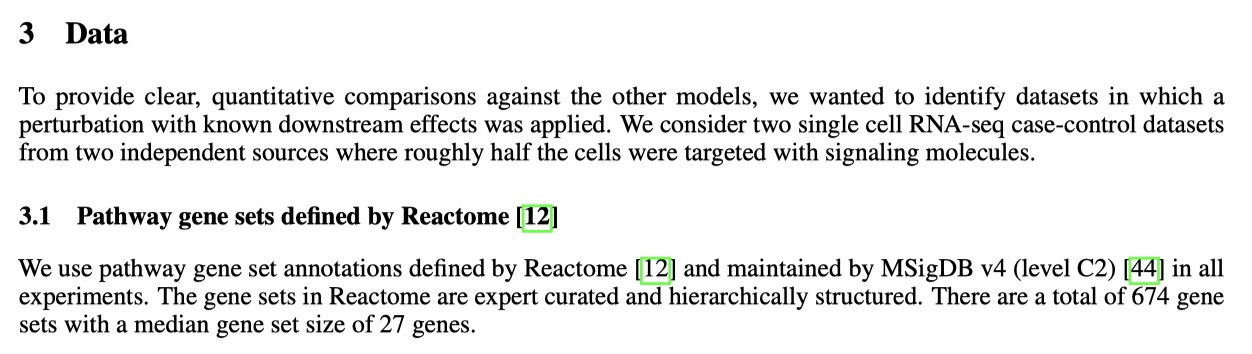 3 Data
To provide clear, quantitative comparisons against the other models, we wanted to identify datasets in which a
perturbation with known downstream effects was applied. We consider two single cell RNA-seq case-control datasets
from two independent sources where roughly half the cells were targeted with signaling molecules.
3.1 Pathway gene sets defined by Reactome [12]
We use pathway gene set annotations defined by Reactome [12] and maintained by MSigDB v4 (level C2) [44] in all
experiments. The gene sets in Reactome are expert curated and hierarchically structured. There are a total of 674 gene
sets with a median gene set size of 27 genes.